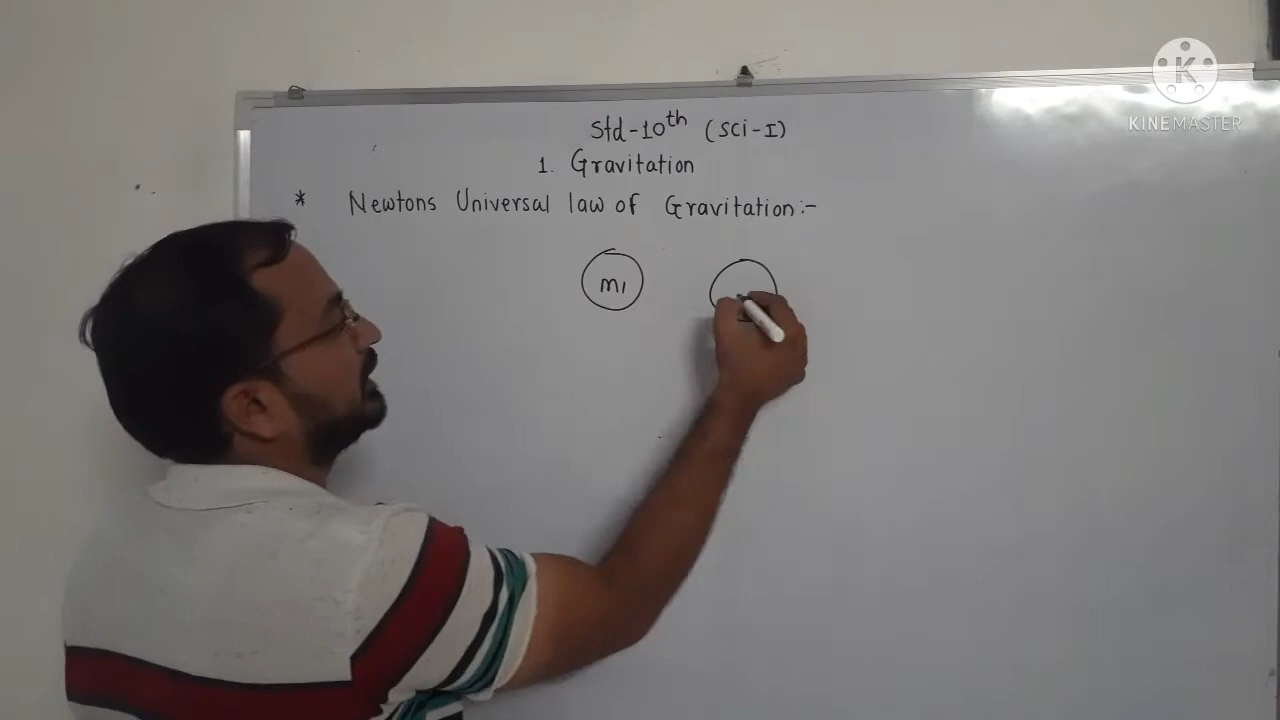 Std-10th (Sci-I)
1. Gravitation
* Newtons Universal law of Gravitation:-
m1
K
KINEMASTER